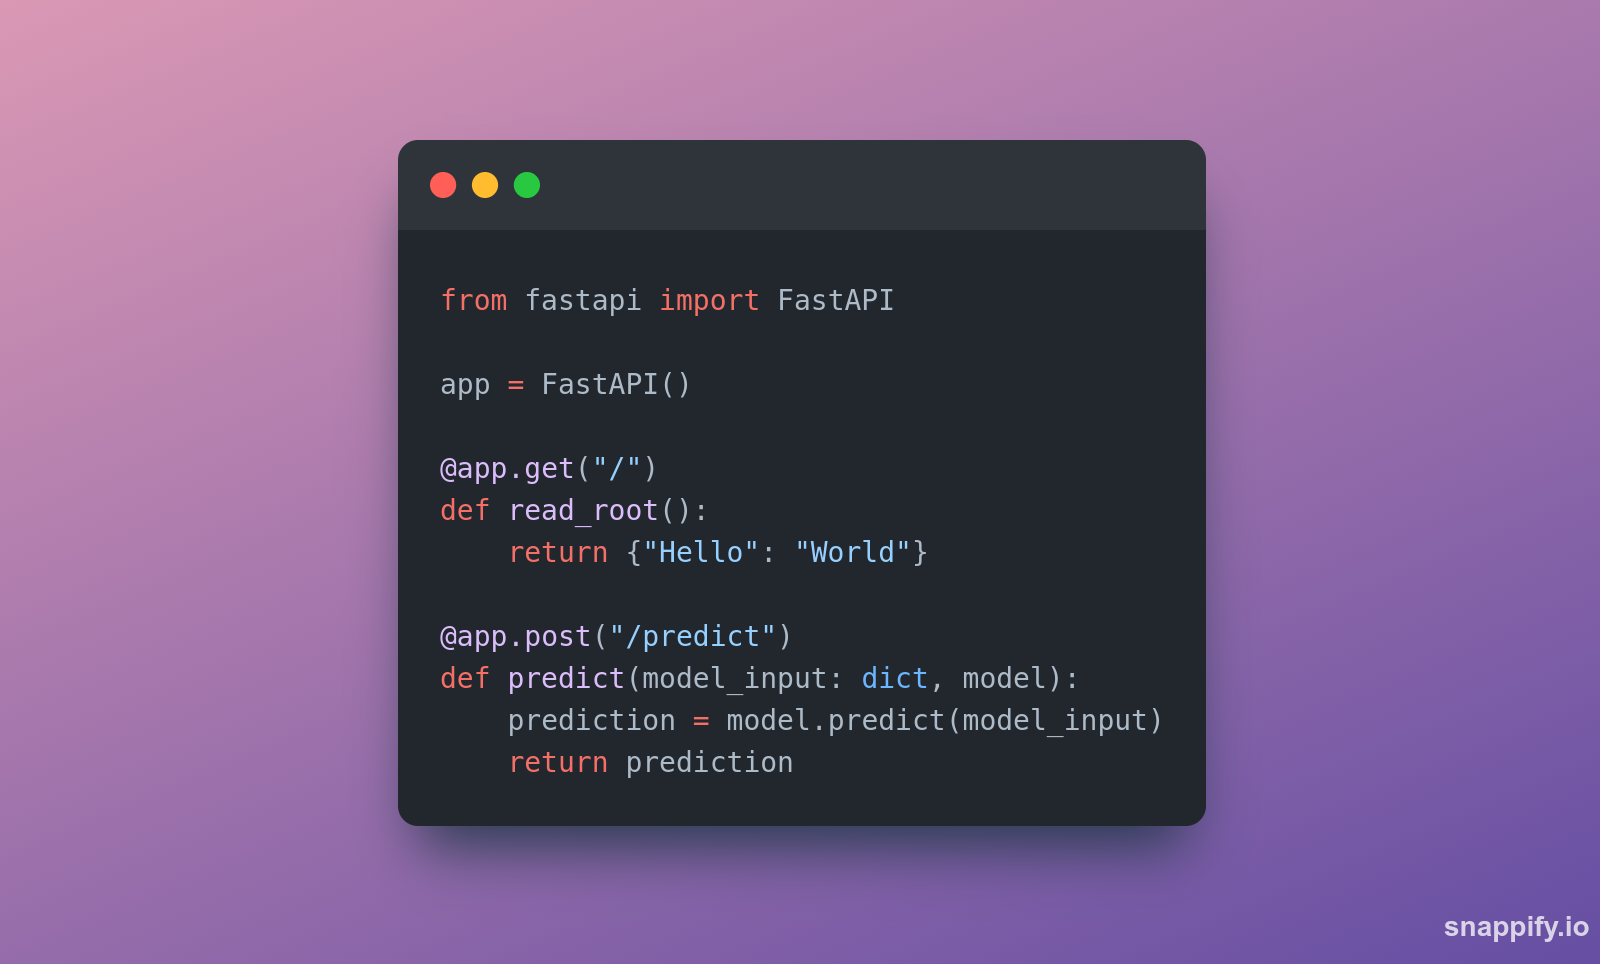 from fastapi import FastAPI

app = FastAPI()

@app.get("/")
def read_root():
    return {"Hello": "World"}

@app.post("/predict")
def predict(model_input: dict, model):
    prediction = model.predict(model_input)
    return prediction
snappify.io